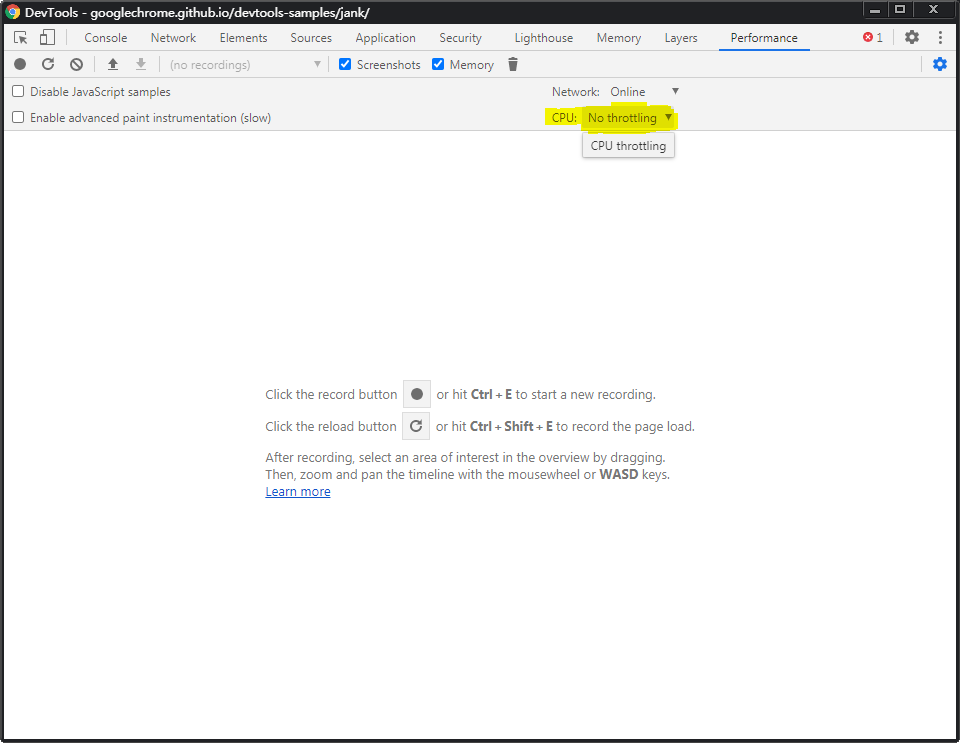 DevTools - googlechrome.github.io/devtools-samples/jank/
Console Network Elements Sources Application Security Lighthouse Memory Layers Performance 1
(no recordings) Screenshots Memory
Disable JavaScript samples Network: Online
Enable advanced paint instrumentation (slow) CPU: No throttling
CPU throttling
Click the record button or hit Ctrl + E to start a new recording.
Click the reload button or hit Ctrl + Shift + E to record the page load.
After recording, select an area of interest in the overview by dragging.
Then, zoom and pan the timeline with the mousewheel or WASD keys.
Learn more